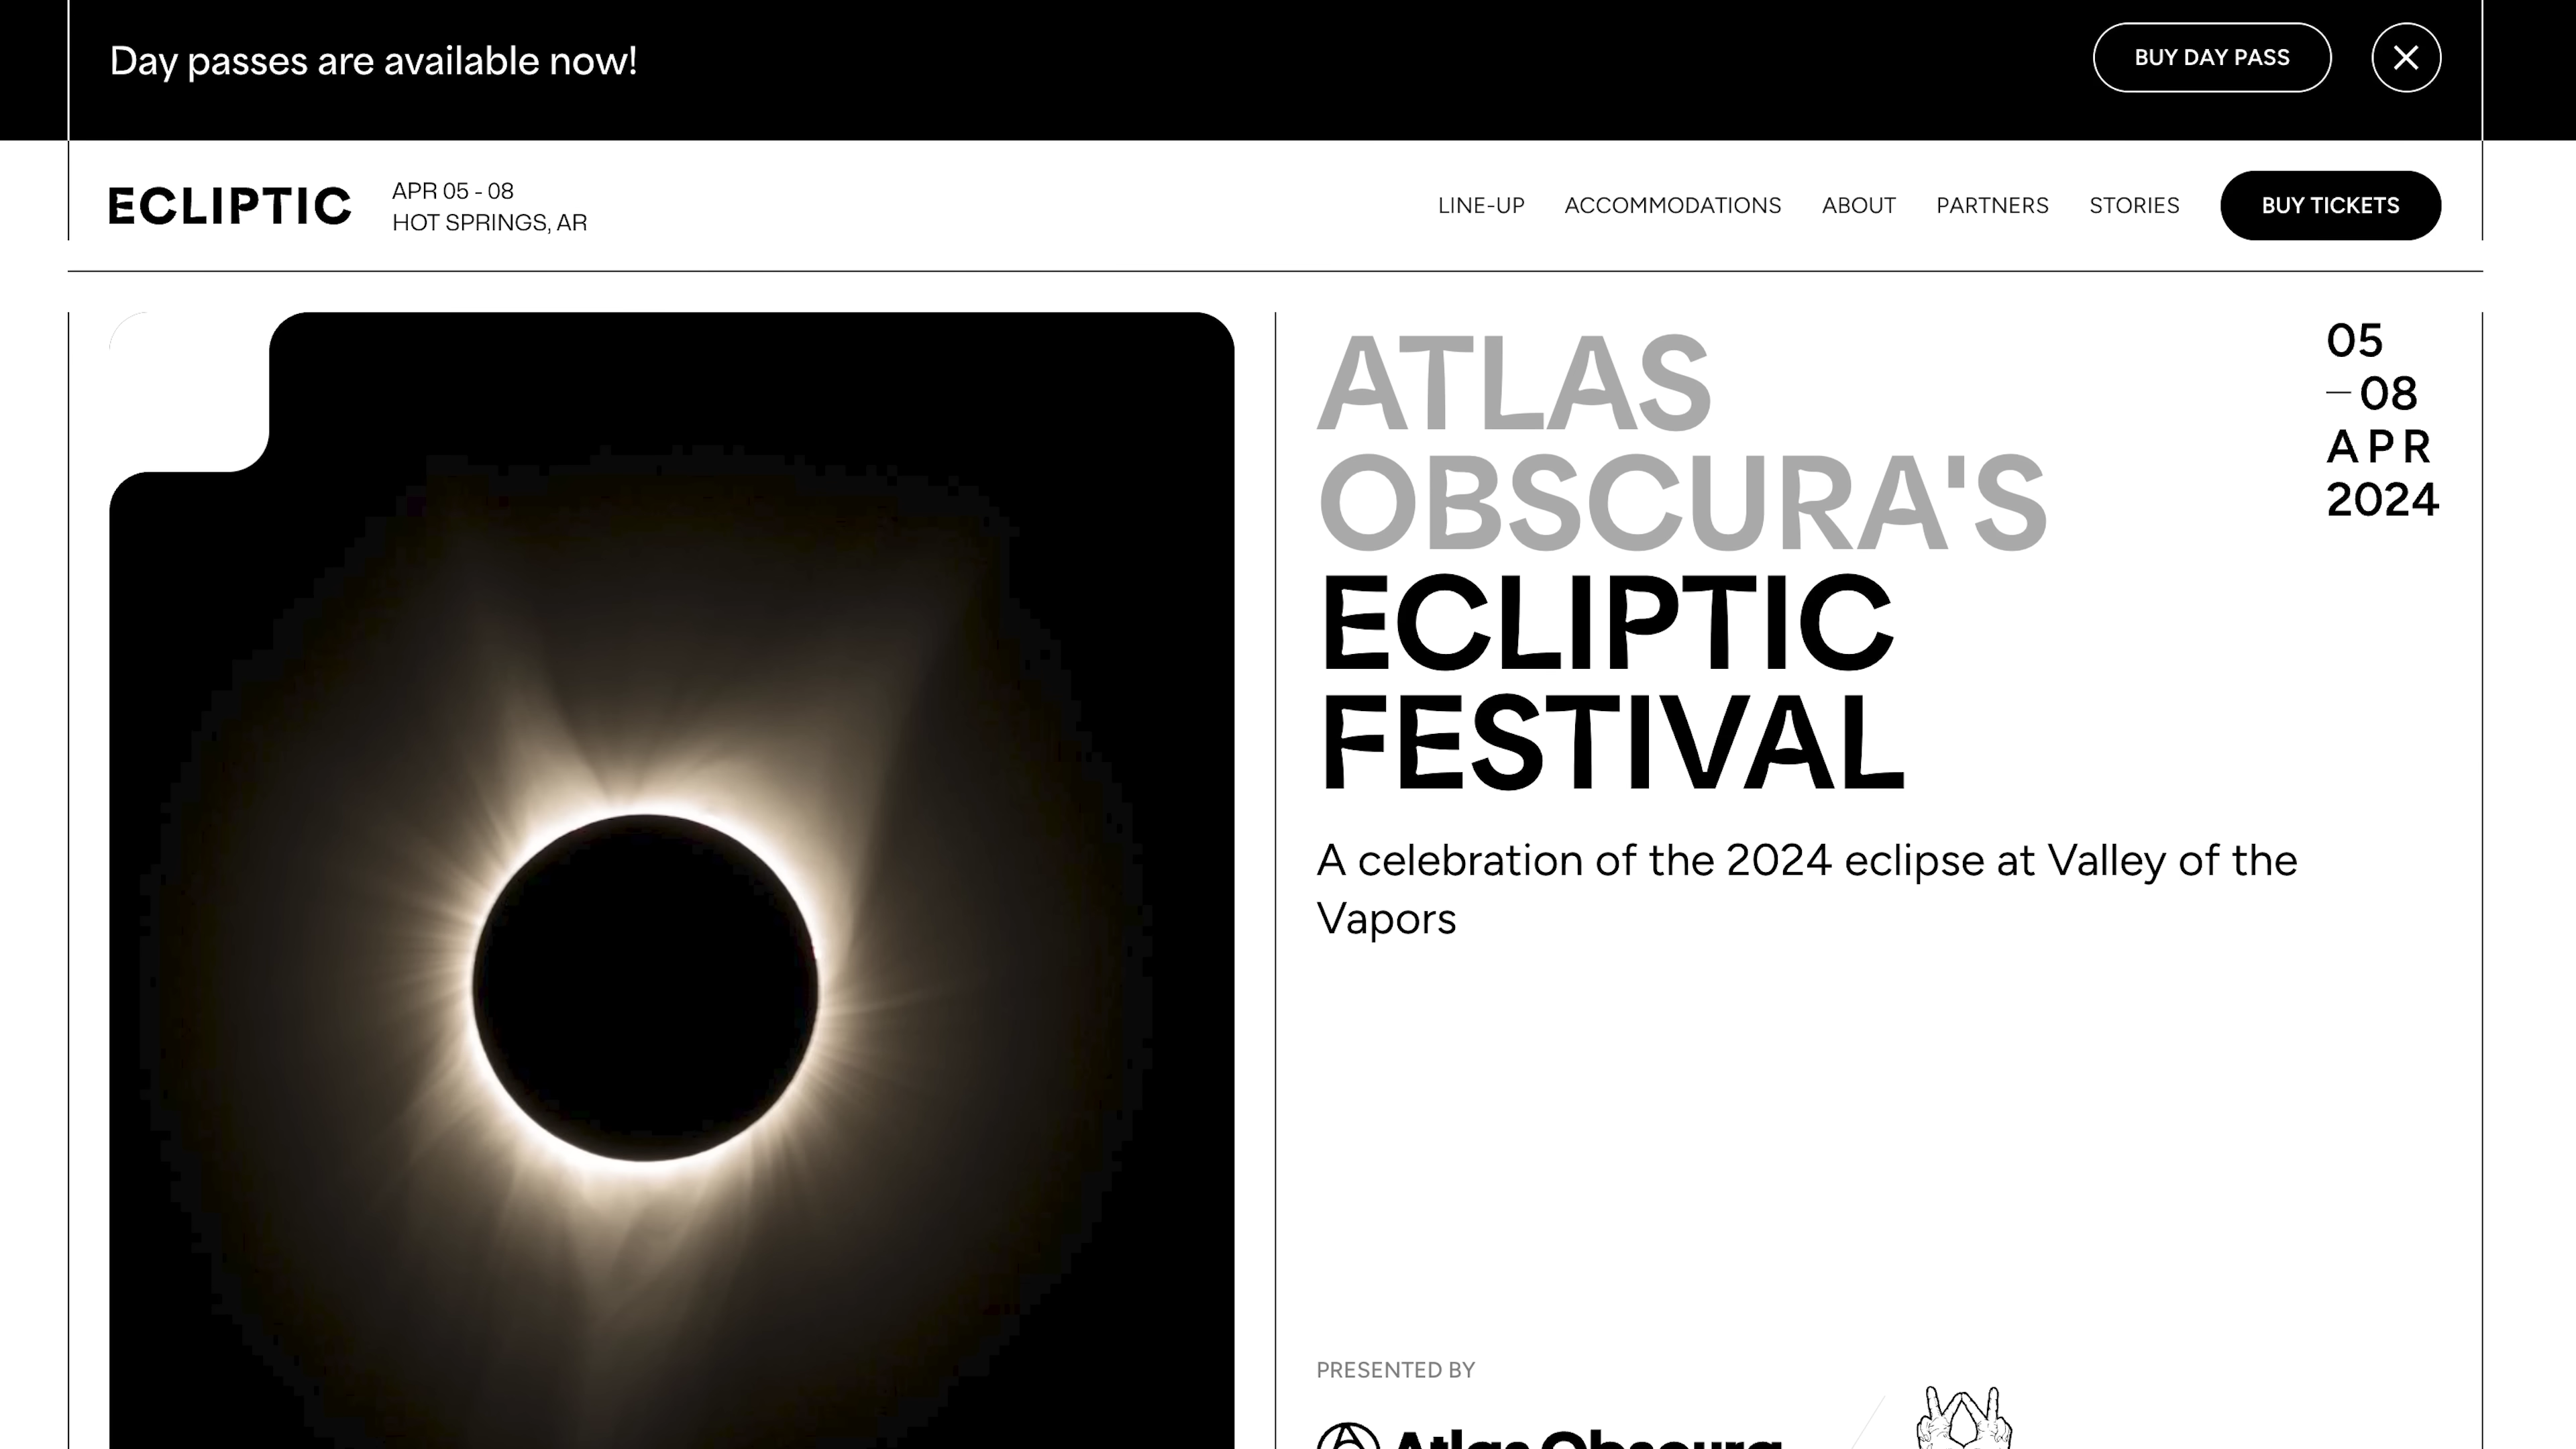 Day passes are available now!
BUY DAY PASS
ECLIPTIC
APR 05 - 08
HOT SPRINGS, AR
LINE-UP
ACCOMMODATIONS
ABOUT
PARTNERS
STORIES
BUY TICKETS
ATLAS
OBSCURA'S
ECLIPTIC
FESTIVAL
05
— 08
APR
2024
A celebration of the 2024 eclipse at Valley of the
Vapors
PRESENTED BY
Atlas Obscura